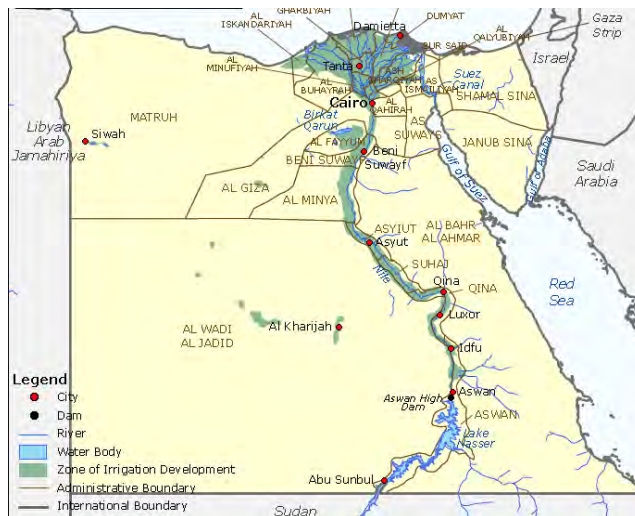 GHARBIYAH
AL
ISKANDARIYAH
Damietta
DUMYAT
AL
QALYUBIYAH
Gaza
Strip
AL
MINUFIYAH
Tanta
BUR SAID
Israel
ASH
SHARQIYAH
AS
ISMAILIYAH
Suez
Canal
AL
BUHAYRAH
SHAMAL SINA
Cairo
AL
QAHIRAH
MATRUH
Birkat
Qarun
AS
SUWAYS
Libyan
Arab
Jamahiriya
Siwah
AL FAYYUM
Beni
Suwayf
JANUB SINA
BENI SUWAYF
Gulf of Suez
Gulf of Aqaba
Saudi
Arabia
AL GIZA
AL MINYA
ASYIUT
AL BAHR
AL AHMAR
Asyut
SUHAJ
Nile
Qina
QINA
Red
Sea
Luxor
AL WADI
AL JADID
Al Kharijah
Idfu
Aswan
Aswan High
Dam
ASWAN
Lake
Nasser
Abu Sunbul
Sudan
Legend
City
Dam
River
Water Body
Zone of Irrigation Development
Administrative Boundary
International Boundary